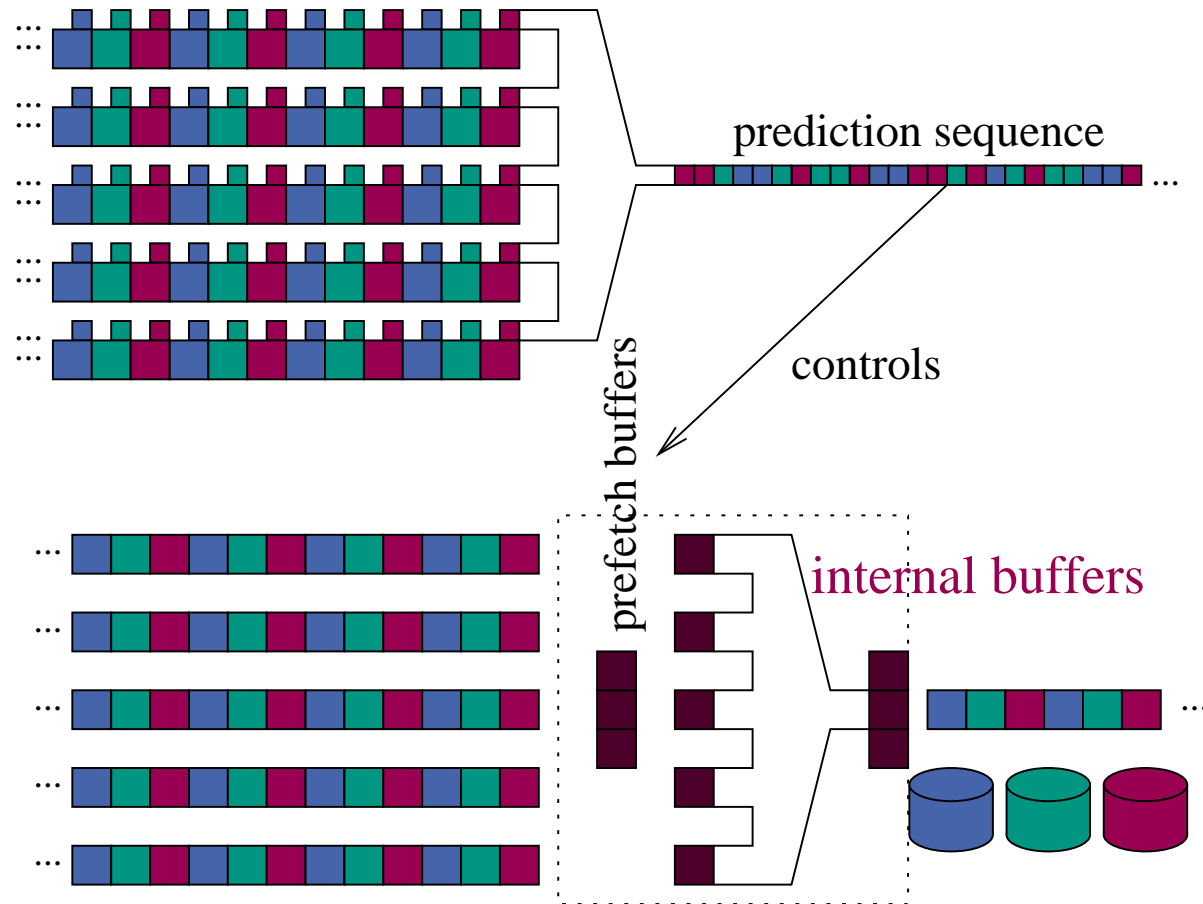 prediction sequence
...
controls
prefetch buffers
internal buffers
...